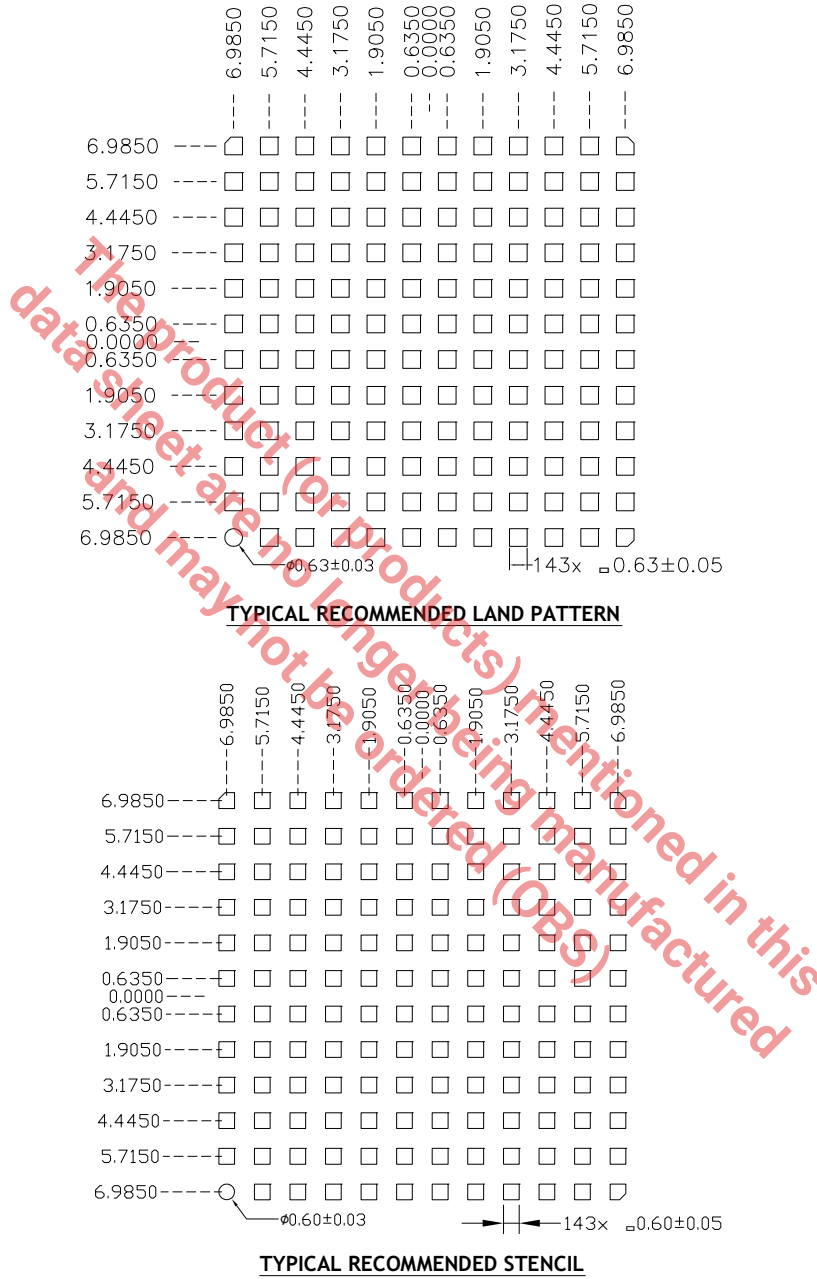 6.9850 5.7150 4.4450 3.1750 1.9050 0.6350 0.0000 0.6350 1.9050 3.1750 4.4450 5.7150 6.9850
6.9850
5.7150
4.4450
3.1750
1.9050
0.6350
0.0000
0.6350
1.9050
3.1750
4.4450
5.7150
6.9850
ø0.63±0.03
143x □0.63±0.05
TYPICAL RECOMMENDED LAND PATTERN
6.9850 5.7150 4.4450 3.1750 1.9050 0.6350 0.0000 0.6350 1.9050 3.1750 4.4450 5.7150 6.9850
6.9850
5.7150
4.4450
3.1750
1.9050
0.6350
0.0000
0.6350
1.9050
3.1750
4.4450
5.7150
6.9850
ø0.60±0.03
143x □0.60±0.05
TYPICAL RECOMMENDED STENCIL
The product (or products) mentioned in this
data sheet are no longer being manufactured
and may not be ordered (OBS)